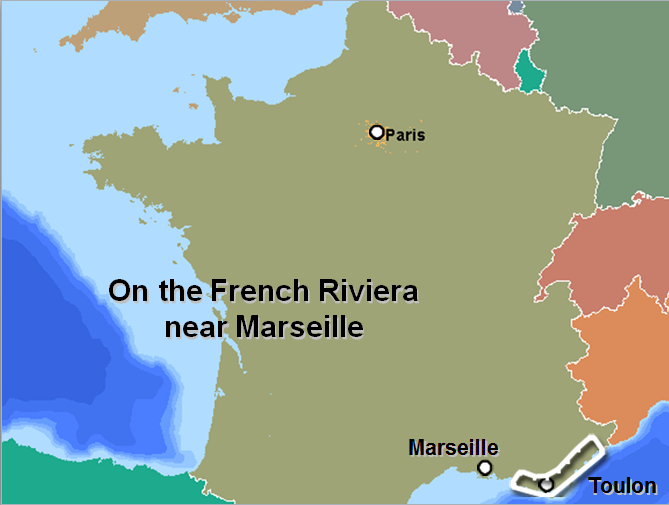 Paris
On the French Riviera
near Marseille
Marseille
Toulon